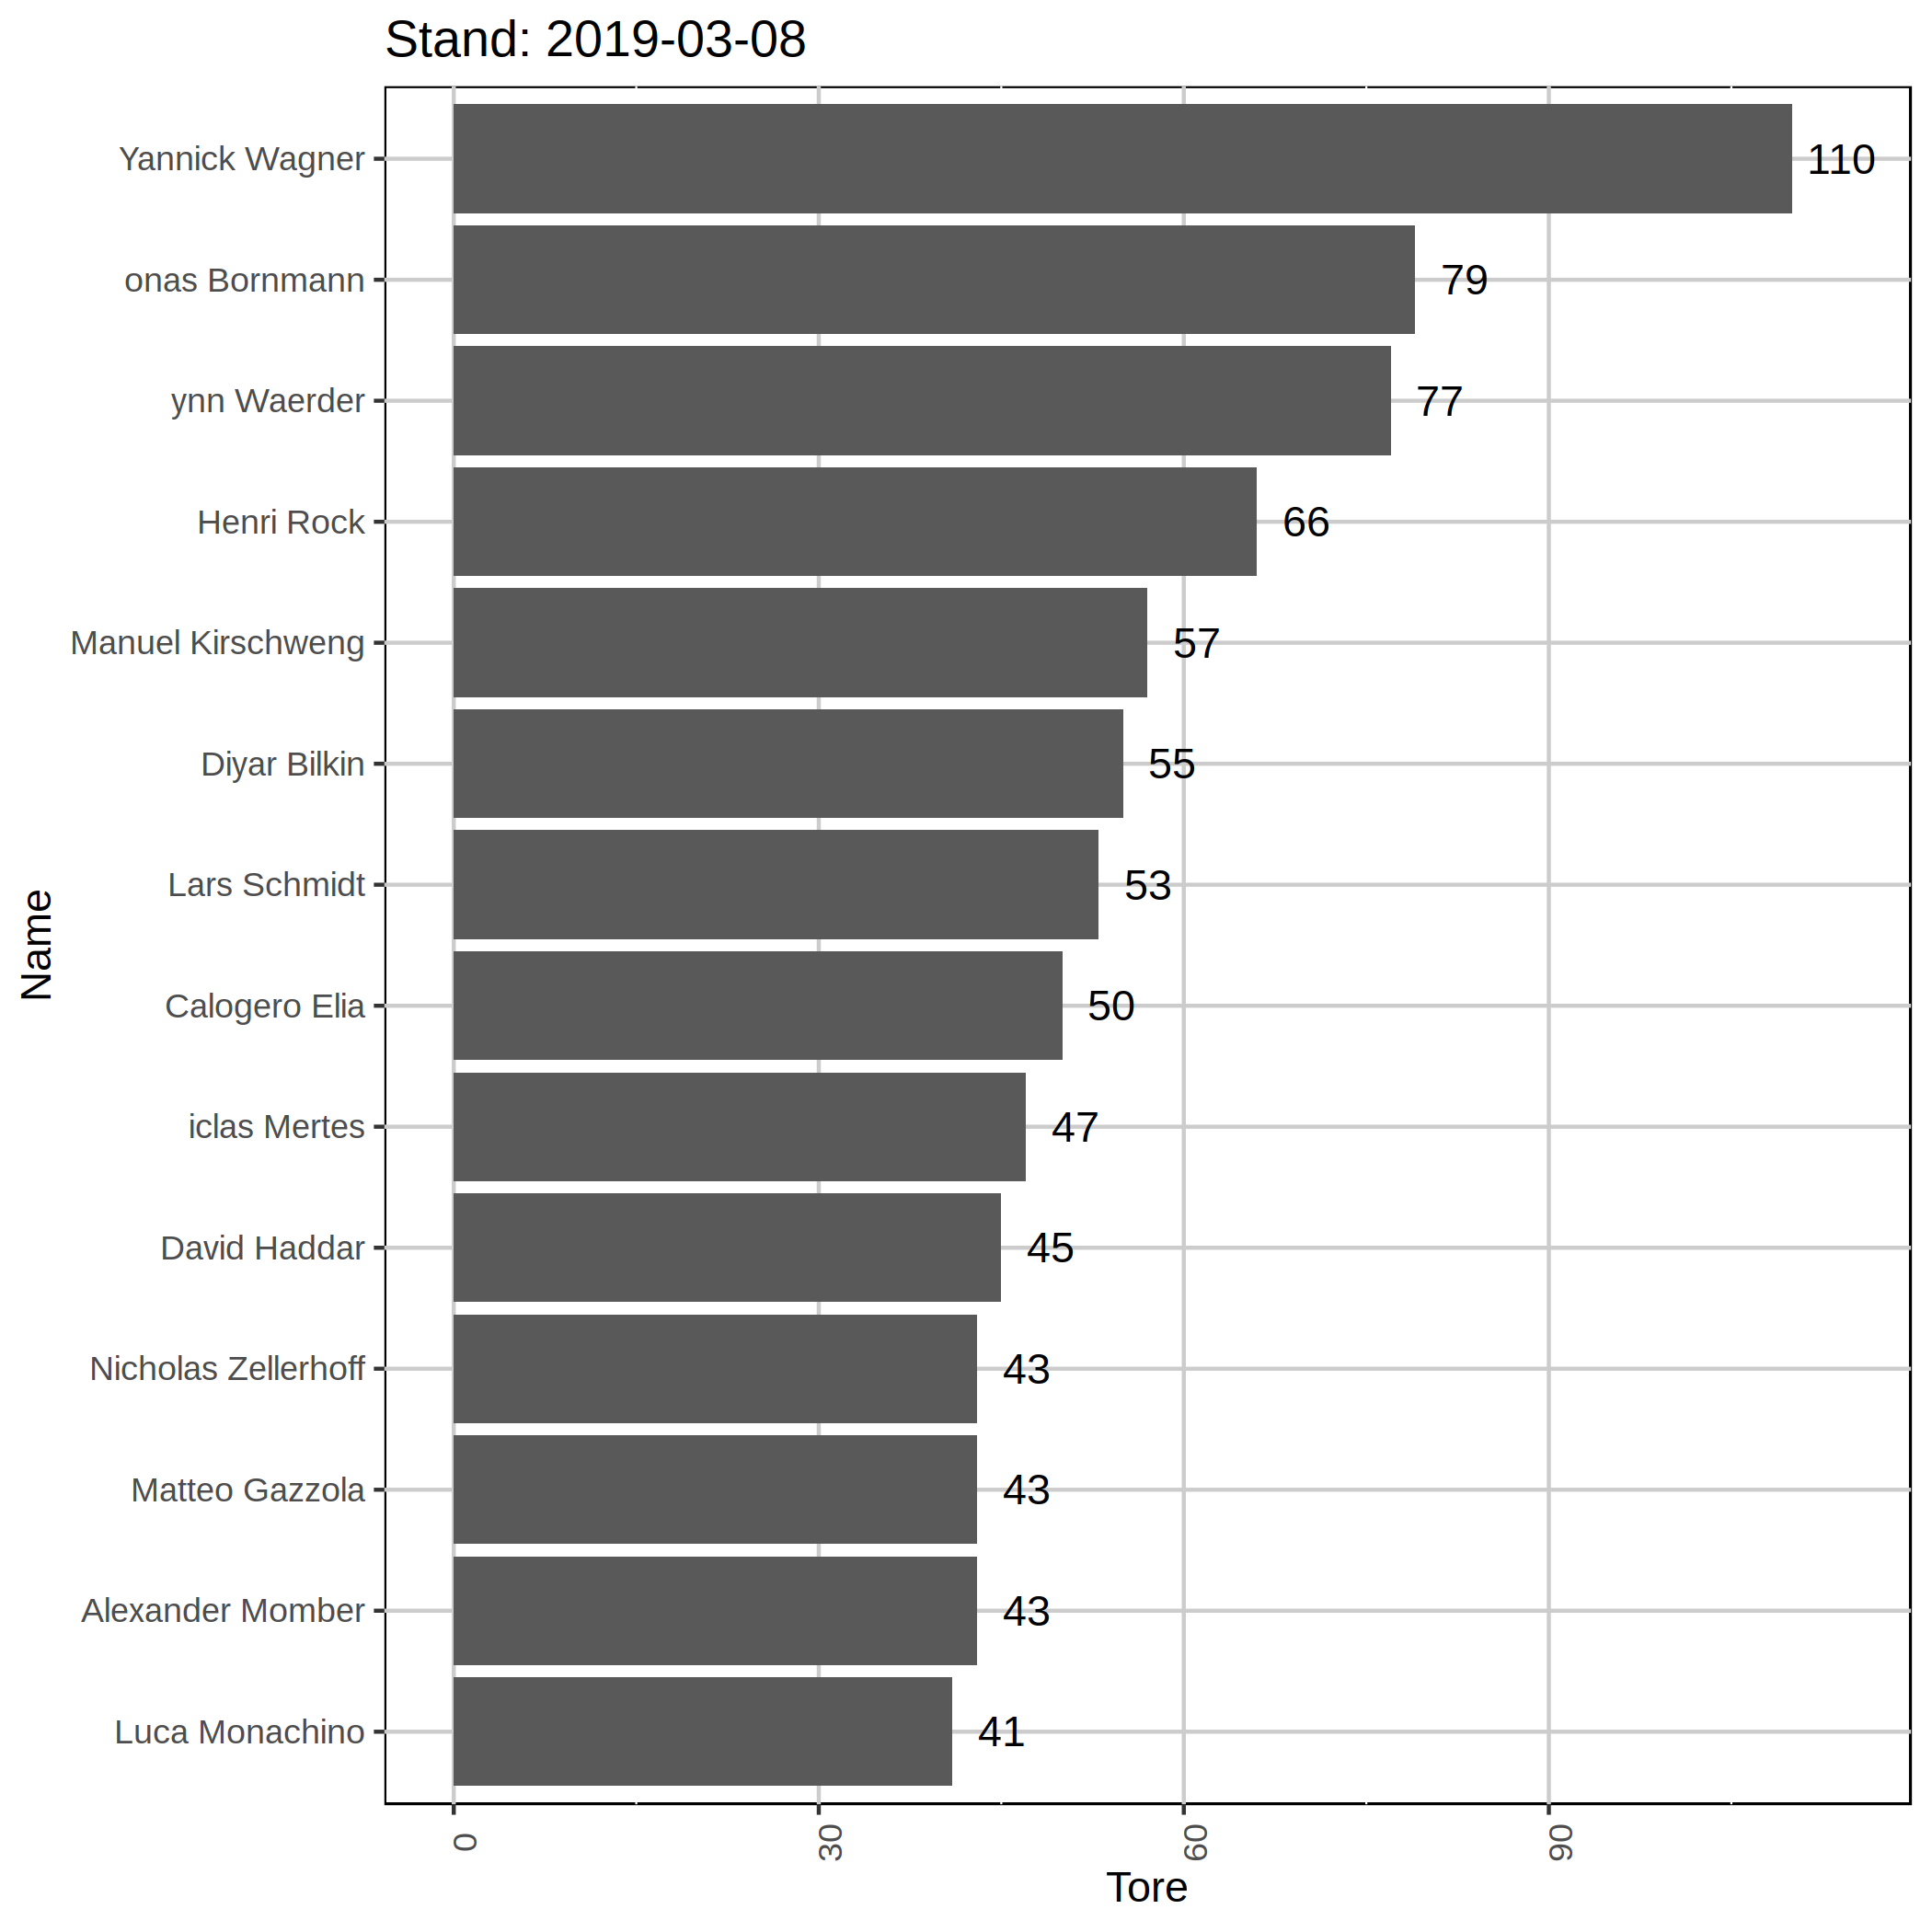 Stand: 2019-03-08
Yannick Wagner 110
onas Bornmann 79
ynn Waerder 77
Henri Rock 66
Manuel Kirschweng 57
Diyar Bilkin 55
Lars Schmidt 53
Calogero Elia 50
iclas Mertes 47
David Haddar 45
Nicholas Zellerhoff 43
Matteo Gazzola 43
Alexander Momber 43
Luca Monachino 41
Name
0 30 60 90
Tore